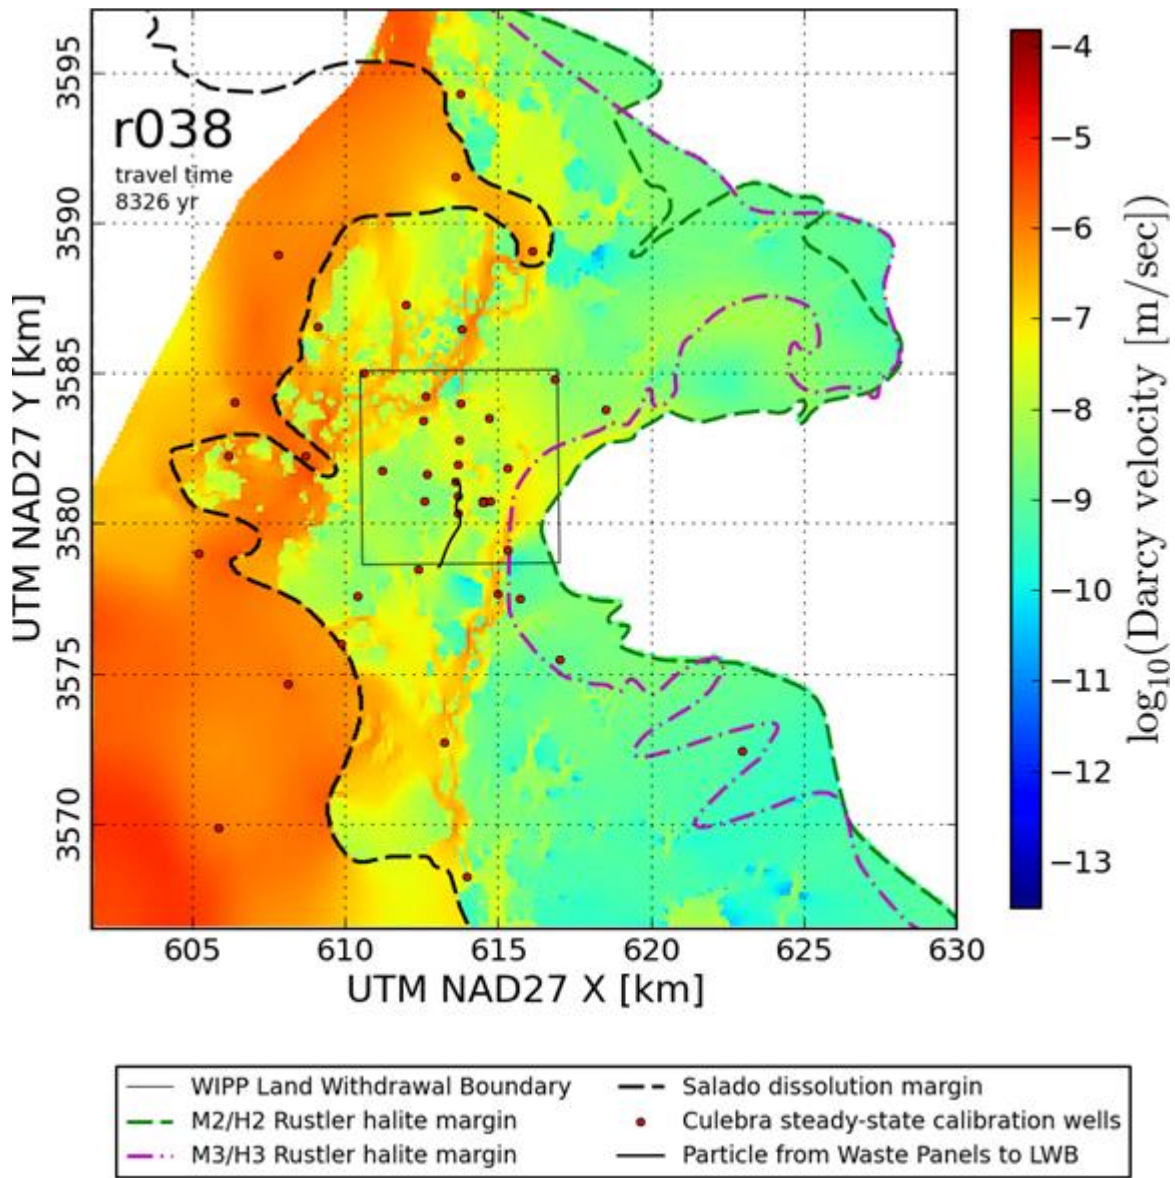 r038
travel time
8326 yr
3595
3590
3585
3580
3575
3570
UTM NAD27 Y [km]
605
610
615
620
625
630
UTM NAD27 X [km]
−4
−5
−6
−7
−8
−9
−10
−11
−12
−13
log10(Darcy velocity [m/sec])
WIPP Land Withdrawal Boundary
M2/H2 Rustler halite margin
M3/H3 Rustler halite margin
Salado dissolution margin
Culebra steady-state calibration wells
Particle from Waste Panels to LWB